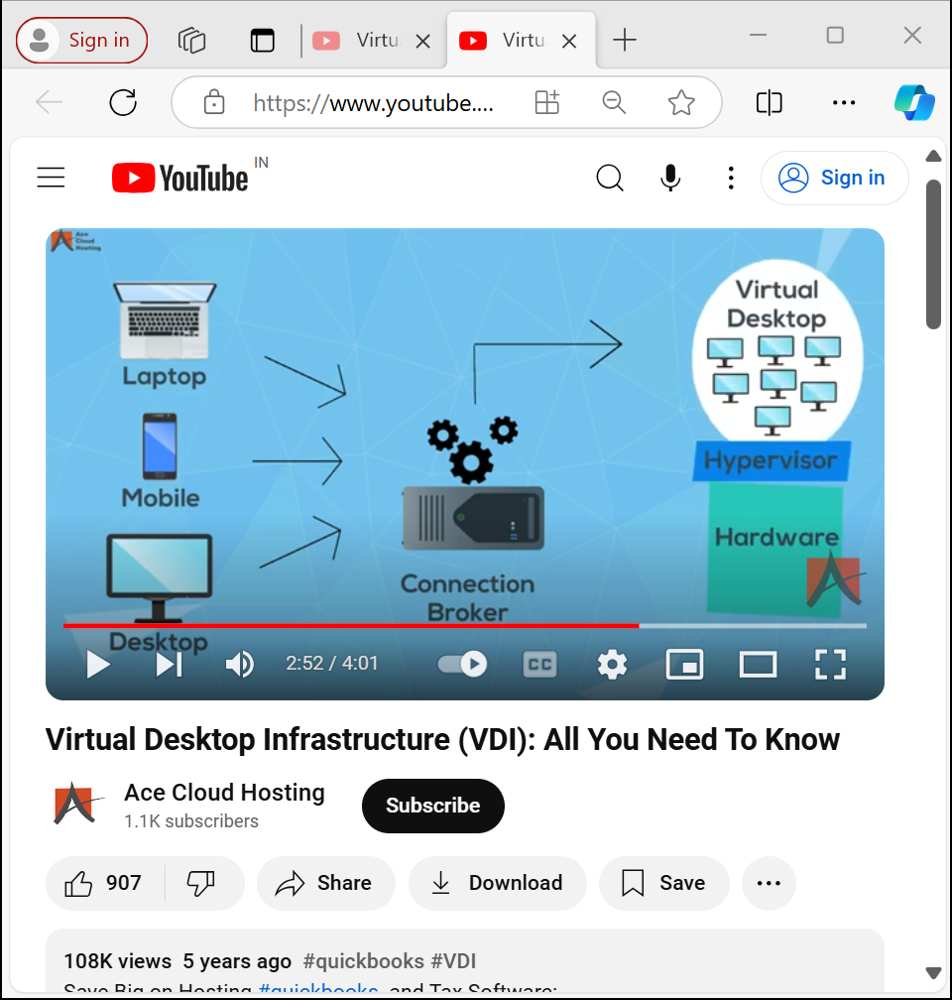 Sign in
Virtu
Virtu
https://www.youtube....
YouTube IN
Sign in
Ace
Cloud
Hosting
Laptop
Mobile
Desktop
Connection
Broker
Virtual
Desktop
Hypervisor
Hardware
2:52 / 4:01
CC
Virtual Desktop Infrastructure (VDI): All You Need To Know
Ace Cloud Hosting
1.1K subscribers
Subscribe
907
Share
Download
Save
108K views 5 years ago #quickbooks #VDI
Save Big on Hosting #quickbooks and Tax Software: